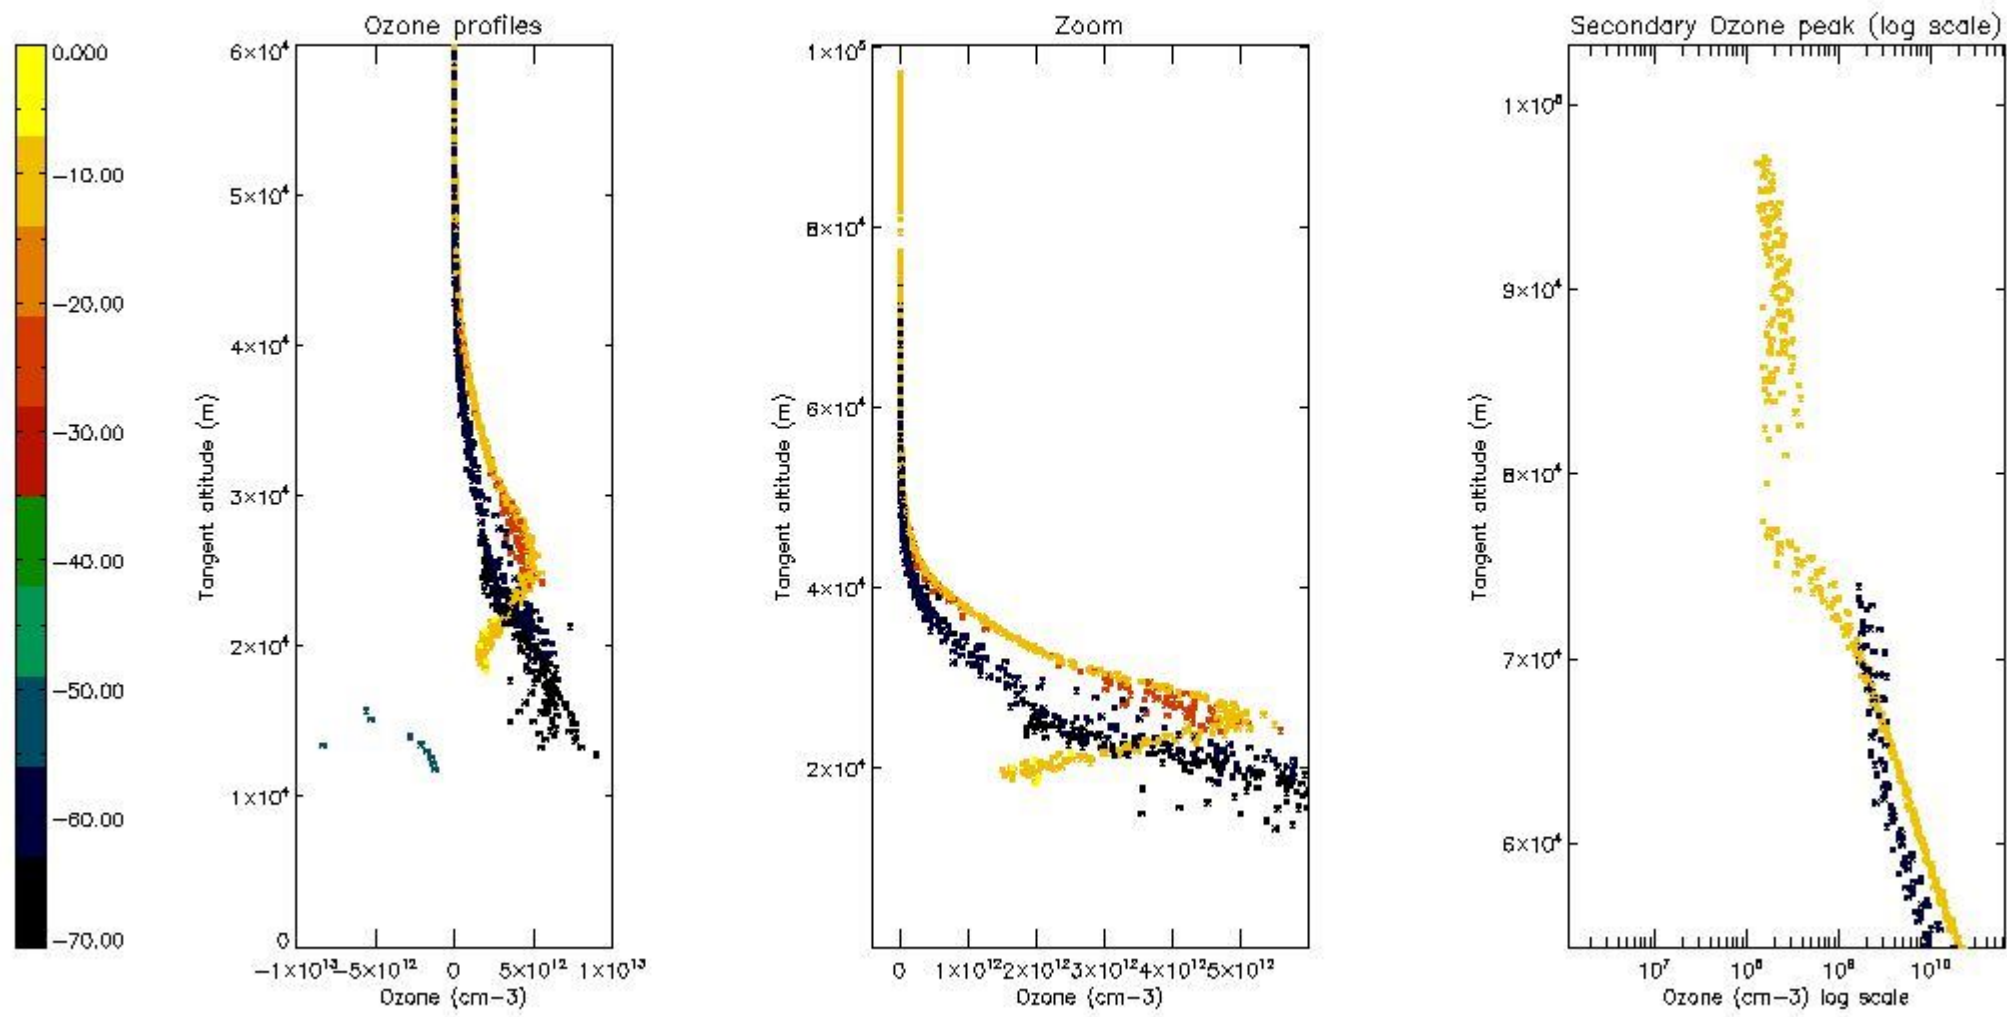 Ozone profiles
Zoom
Secondary Ozone peak (log scale)
0.000
-10.00
-20.00
-30.00
-40.00
-50.00
-60.00
-70.00
Tangent altitude (m)
6×10⁴
5×10⁴
4×10⁴
3×10⁴
2×10⁴
1×10⁴
0
-1×10¹³ -5×10¹² 0 5×10¹² 1×10¹³
Ozone (cm-3)
Tangent altitude (m)
1×10⁵
8×10⁴
6×10⁴
4×10⁴
2×10⁴
0 1×10¹² 2×10¹² 3×10¹² 4×10¹² 5×10¹²
Ozone (cm-3)
Tangent altitude (m)
1×10⁵
9×10⁴
8×10⁴
7×10⁴
6×10⁴
10⁷ 10⁸ 10⁹ 10¹⁰
Ozone (cm-3) log scale